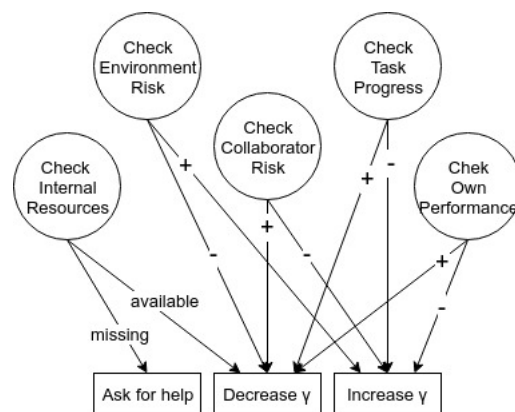 Check
Environment
Risk
Check
Task
Progress
Check
Collaborator
Risk
Check
Internal
Resources
Chek
Own
Performance
+
-
+
-
+
-
+
-
+
-
available
missing
Ask for help
Decrease γ
Increase γ